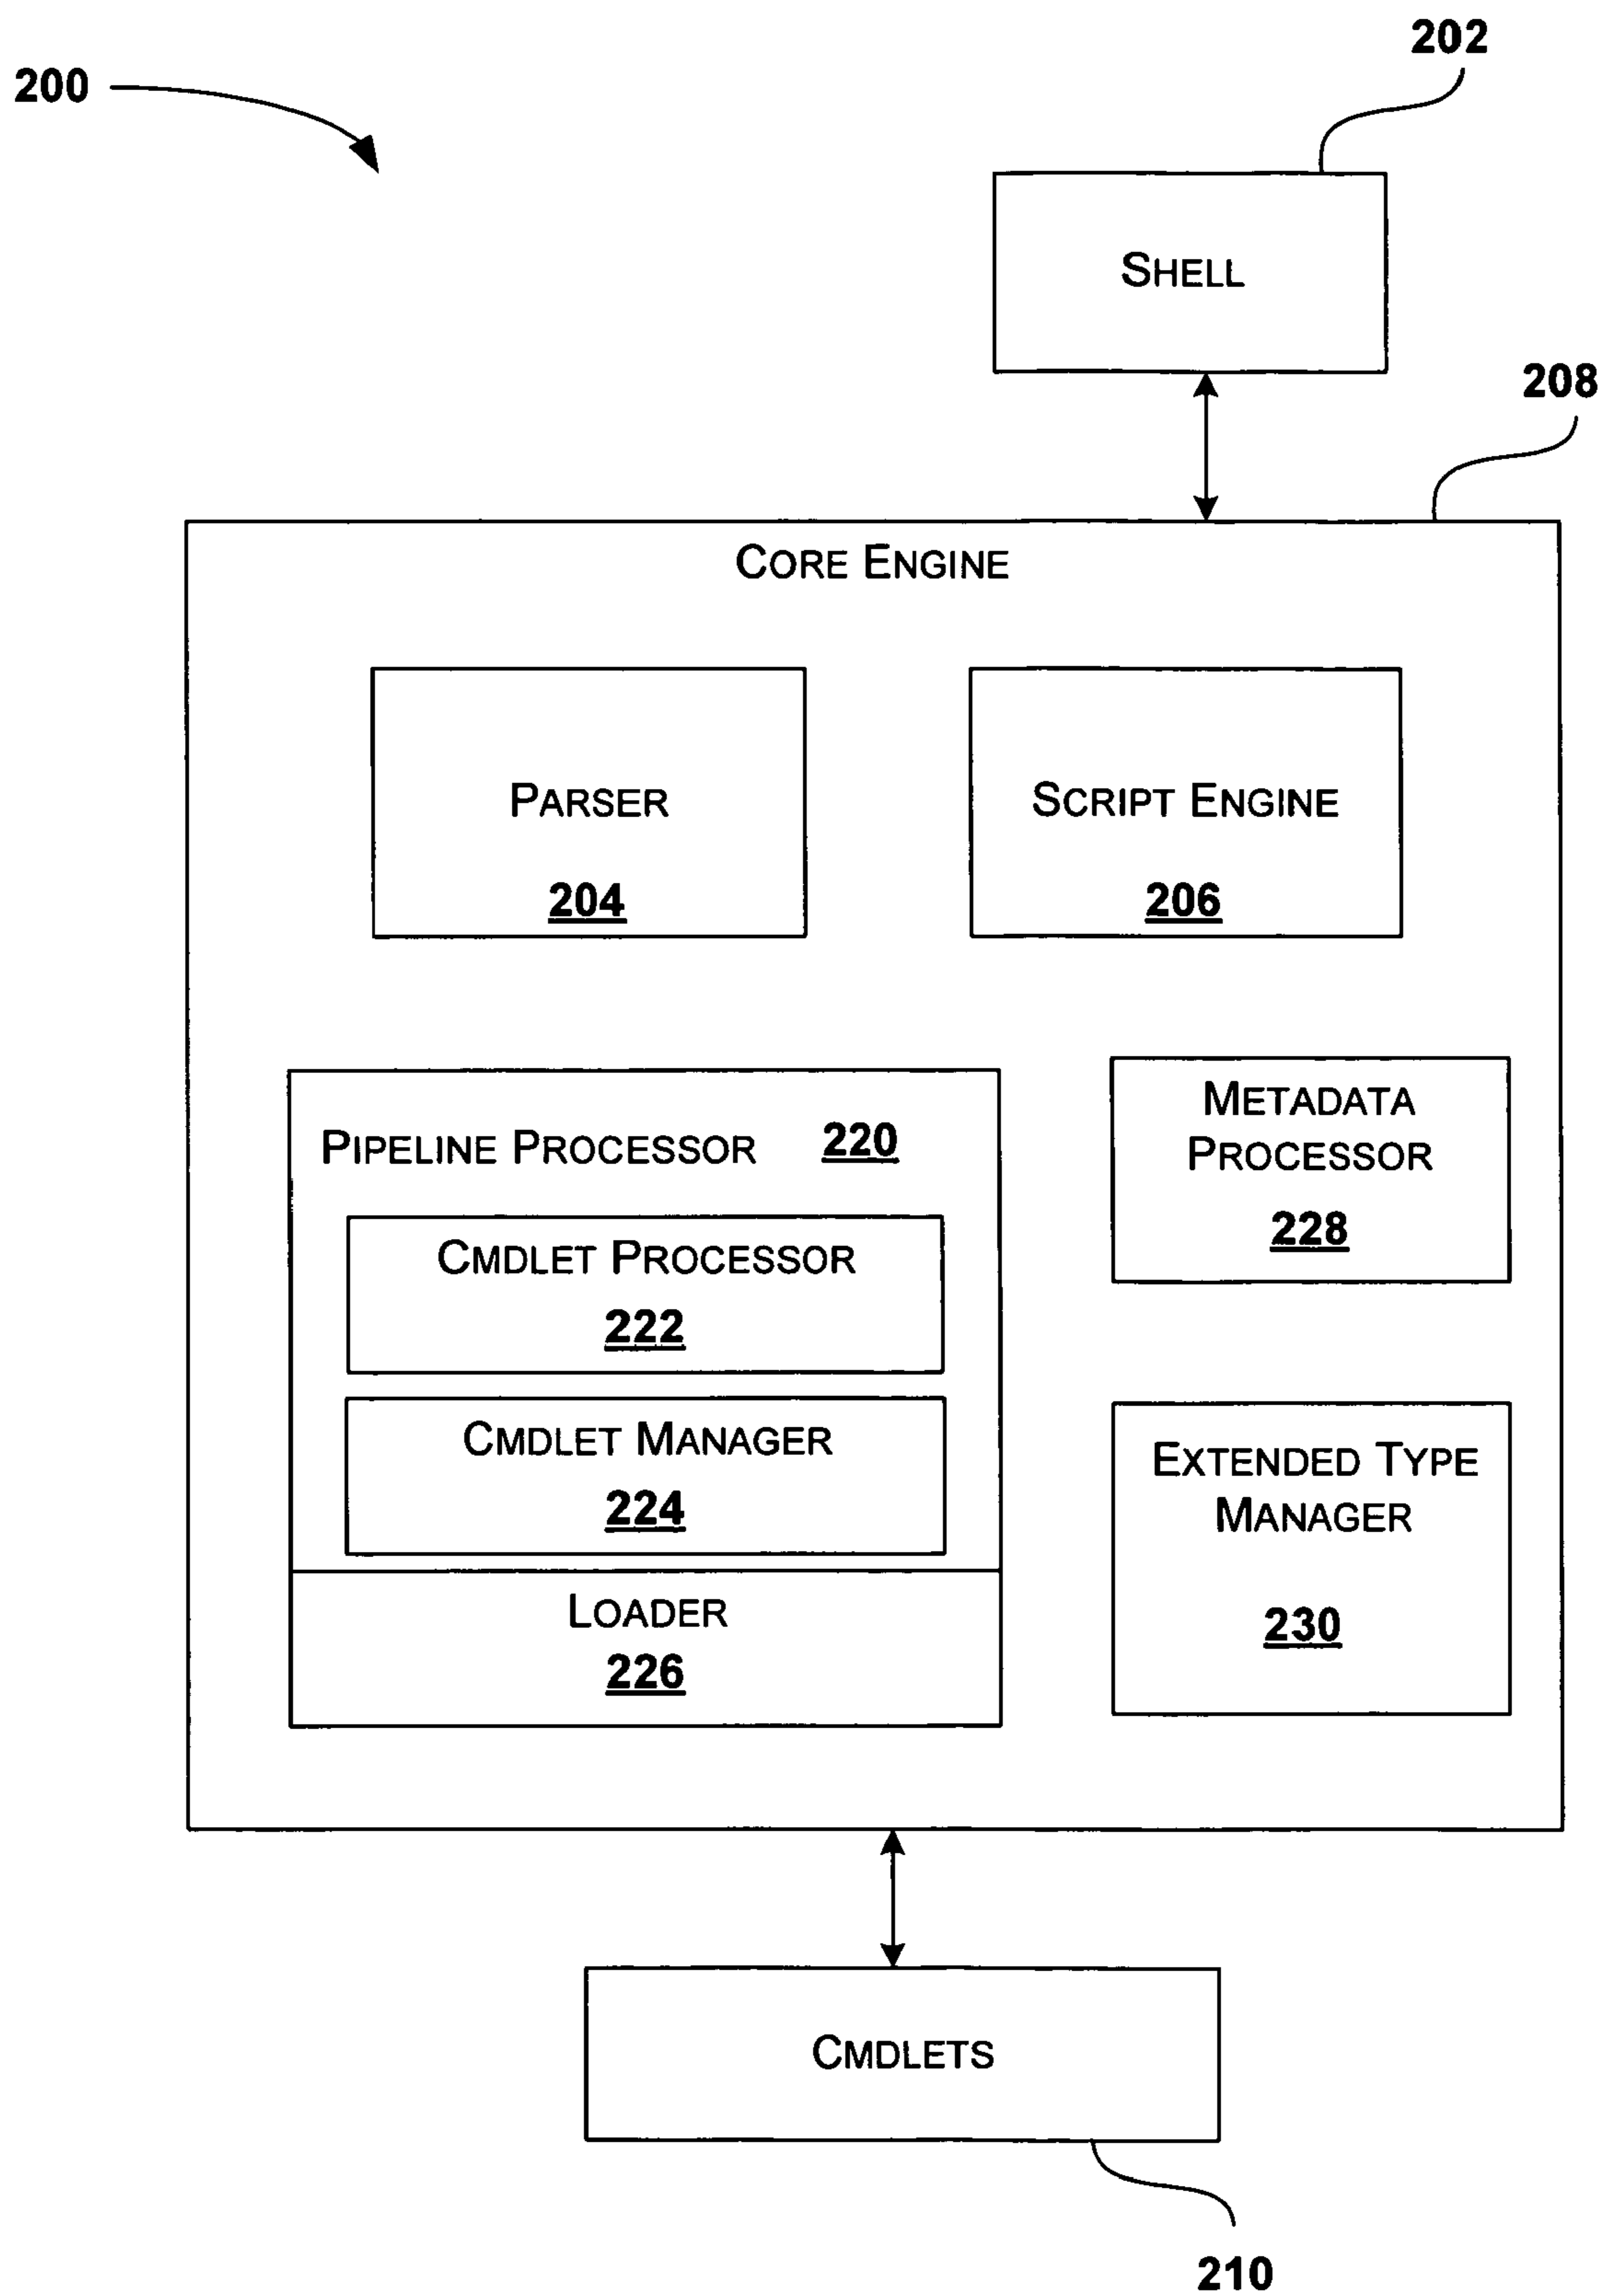 202
200
SHELL
208
CORE ENGINE
PARSER
204
SCRIPT ENGINE
206
PIPELINE PROCESSOR 220
CMDLET PROCESSOR
222
CMDLET MANAGER
224
LOADER
226
METADATA
PROCESSOR
228
EXTENDED TYPE
MANAGER
230
CMDLETS
210